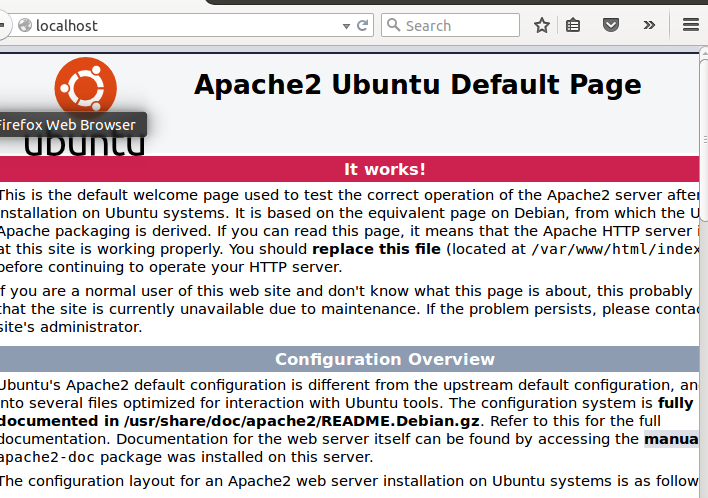 localhost
Search
Apache2 Ubuntu Default Page
Firefox Web Browser
ubuntu
It works!
This is the default welcome page used to test the correct operation of the Apache2 server after
installation on Ubuntu systems. It is based on the equivalent page on Debian, from which the U
Apache packaging is derived. If you can read this page, it means that the Apache HTTP server i
at this site is working properly. You should replace this file (located at /var/www/html/index
before continuing to operate your HTTP server.
If you are a normal user of this web site and don't know what this page is about, this probably
that the site is currently unavailable due to maintenance. If the problem persists, please contac
site's administrator.
Configuration Overview
Ubuntu's Apache2 default configuration is different from the upstream default configuration, an
into several files optimized for interaction with Ubuntu tools. The configuration system is fully
documented in /usr/share/doc/apache2/README.Debian.gz. Refer to this for the full
documentation. Documentation for the web server itself can be found by accessing the manua
apache2-doc package was installed on this server.
The configuration layout for an Apache2 web server installation on Ubuntu systems is as follow